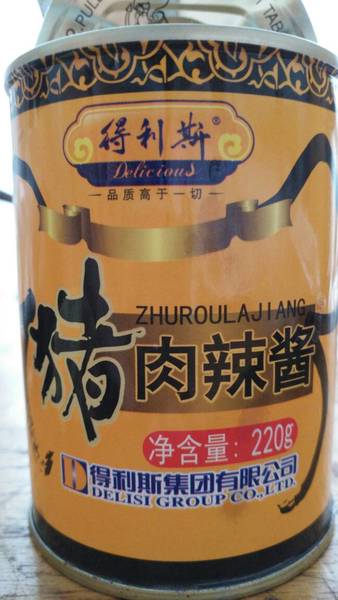 得利斯®
Delicious
—品质高于一切—
ZHUROULAJIANG
猪肉辣酱
净含量：220g
得利斯集团有限公司
DELISI GROUP CO.,LTD.